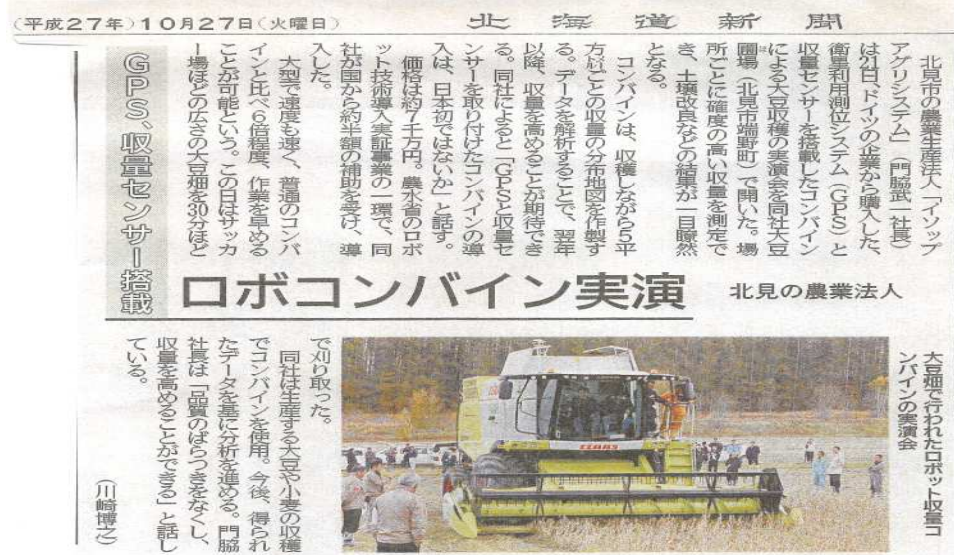 (平成27年)10月27日(火曜日)
北海道新聞
北見市の農業生産法人「イソップ
アグリシステム」(門脇武一社長)
は21日、ドイツの企業から購入した、
衛星利用測位システム(GPS)と
収量センサーを搭載したコンバイン
による大豆収穫の実演会を同社大豆
圃場(北見市端野町)で開いた。場
所ごとに確度の高い収量を測定で
き、土壌改良などの結果が一目瞭然
となる。
コンバインは、収穫しながら5平
方㍍ごとの収量の分布地図を作製す
る。データを解析することで、翌年
以降、収量を高めることが期待でき
る。同社によると「GPSと収量セ
ンサーを取り付けたコンバインの導
入は、日本初ではないか」と話す。
価格は約7千万円。農水省のロボ
ット技術導入実証事業の一環で、同
社が国から約半額の補助を受け、導
入した。
大型で速度も速く、普通のコンバ
インと比べ6倍程度、作業を早める
ことが可能という。この日はサッカ
ー場ほどの広さの大豆畑を30分ほど
GPS、収量センサー搭載
ロボコンバイン実演
北見の農業法人
大豆畑で行われたロボット収量コ
ンバインの実演会
CLAAS
で刈り取った。
同社は生産する大豆や小麦の収穫
でコンバインを使用。今後、得られ
たデータを基に分析を進める。門脇
社長は「品質のばらつきをなくし、
収量を高めることができる」と話し
ている。
(川崎博之)